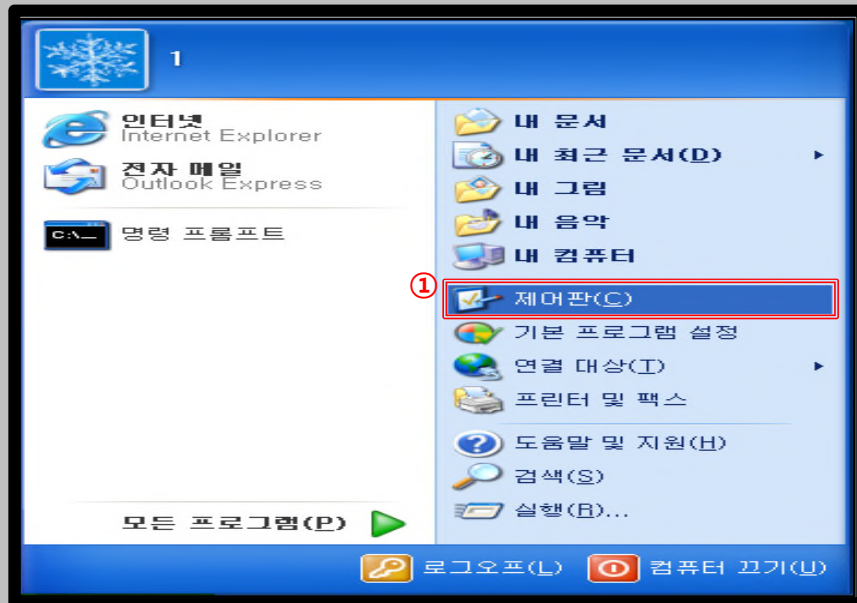 1
인터넷
Internet Explorer
전자 메일
Outlook Express
C:\_
명령 프롬프트
모든 프로그램(P)
내 문서
내 최근 문서(D)
내 그림
내 음악
내 컴퓨터
①
제어판(C)
기본 프로그램 설정
연결 대상(T)
프린터 및 팩스
도움말 및 지원(H)
검색(S)
실행(R)...
로그오프(L)
컴퓨터 끄기(U)